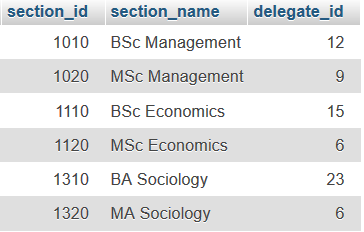 section_id section_name delegate_id
1010 BSc Management 12
1020 MSc Management 9
1110 BSc Economics 15
1120 MSc Economics 6
1310 BA Sociology 23
1320 MA Sociology 6